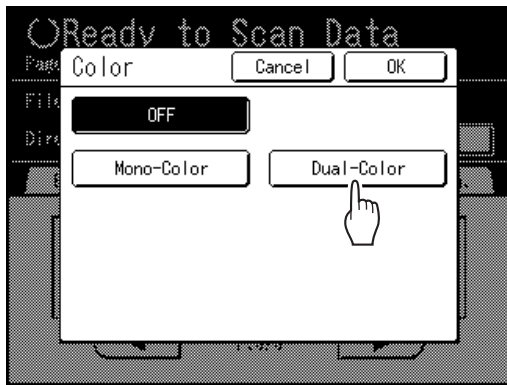 Ready to Scan Data
Color Cancel OK
OFF
Mono-Color Dual-Color